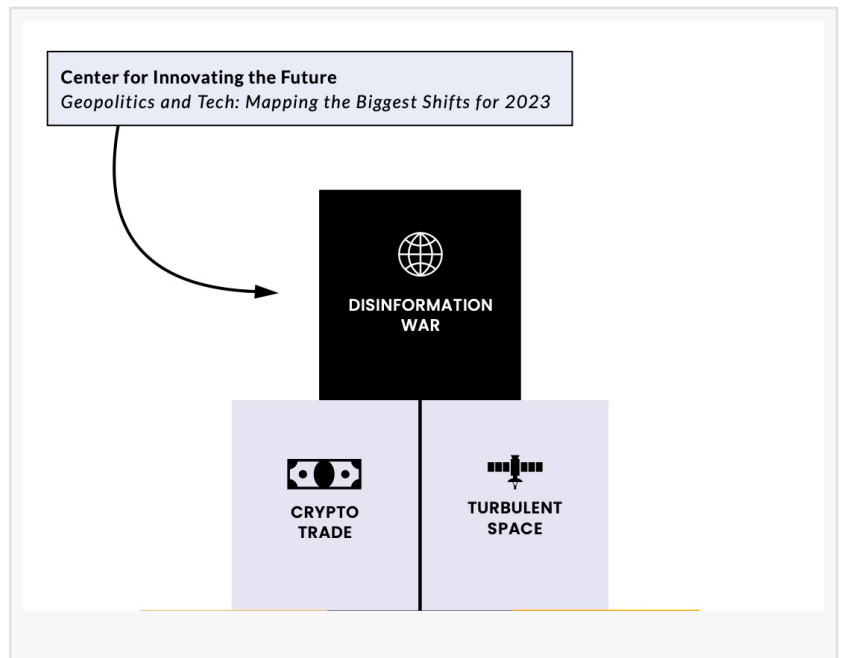 Center for Innovating the Future
Geopolitics and Tech: Mapping the Biggest Shifts for 2023
DISINFORMATION
WAR
CRYPTO
TRADE
TURBULENT
SPACE